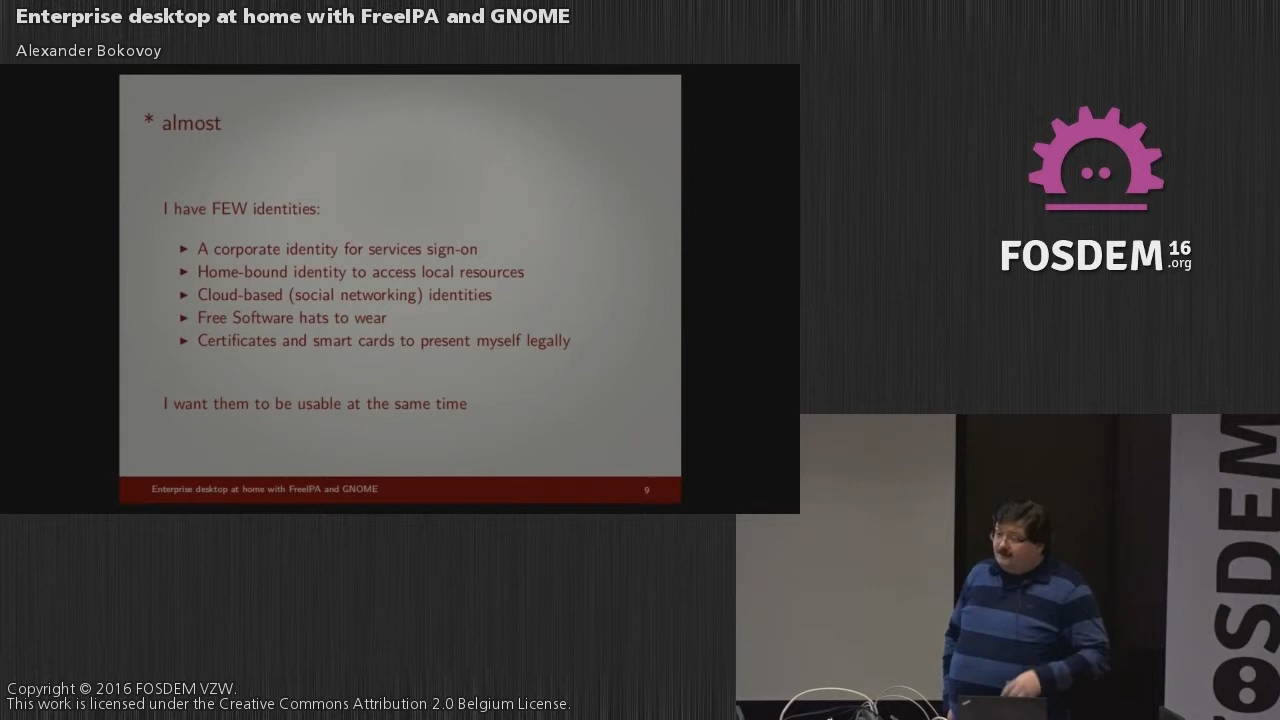 Enterprise desktop at home with FreeIPA and GNOME
Alexander Bokovoy
* almost
I have FEW identities:
► A corporate identity for services sign-on
► Home-bound identity to access local resources
► Cloud-based (social networking) identities
► Free Software hats to wear
► Certificates and smart cards to present myself legally
I want them to be usable at the same time
Enterprise desktop at home with FreeIPA and GNOME 9
FOSDEM 16
.org
FOSDEM
Copyright © 2016 FOSDEM VZW.
This work is licensed under the Creative Commons Attribution 2.0 Belgium License.